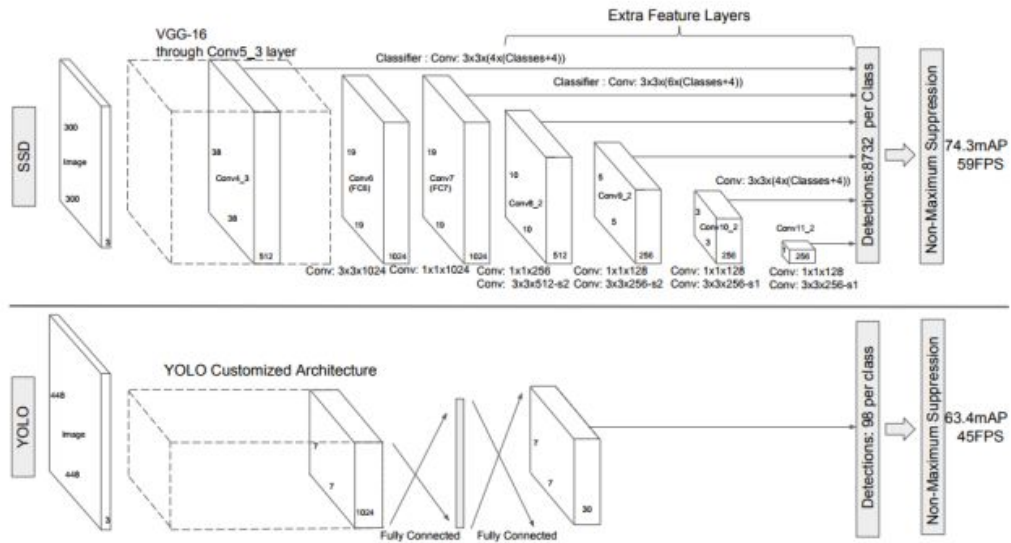 Extra Feature Layers
VGG-16
through Conv5_3 layer
Classifier : Conv: 3x3x(4x(Classes+4))
Classifier : Conv: 3x3x(6x(Classes+4))
SSD
300
Image
300
3
38
Conv4_3
38
512
19
Conv6
(FC6)
19
1024
19
Conv7
(FC7)
19
1024
10
Conv8_2
10
512
5
Conv9_2
5
256
Conv: 3x3x(4x(Classes+4))
3
Conv10_2
3
256
Conv11_2
1
256
Conv: 3x3x1024
Conv: 1x1x1024
Conv: 1x1x256
Conv: 3x3x512-s2
Conv: 1x1x128
Conv: 3x3x256-s2
Conv: 1x1x128
Conv: 3x3x256-s1
Conv: 1x1x128
Conv: 3x3x256-s1
Detections:8732 per Class
Non-Maximum Suppression
74.3mAP
59FPS
YOLO
448
Image
448
3
YOLO Customized Architecture
7
7
1024
Fully Connected
Fully Connected
7
7
30
Detections: 98 per class
Non-Maximum Suppression
63.4mAP
45FPS